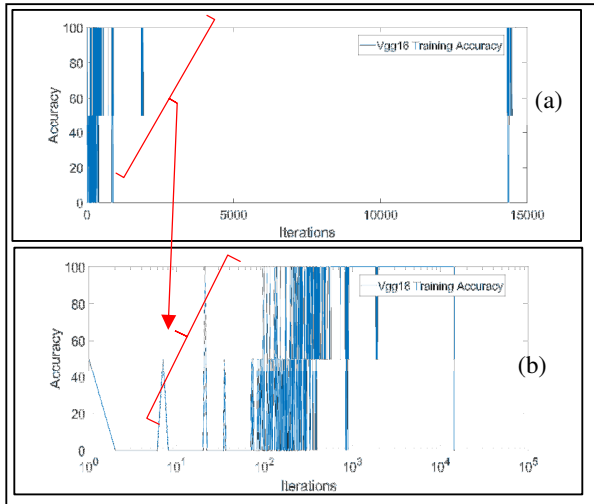 100
80
60
40
20
0
Accuracy
Vgg16 Training Accuracy
(a)
0 5000 10000 15000
Iterations
100
80
60
40
20
0
Accuracy
Vgg16 Training Accuracy
(b)
10^0 10^1 10^2 10^3 10^4 10^5
Iterations